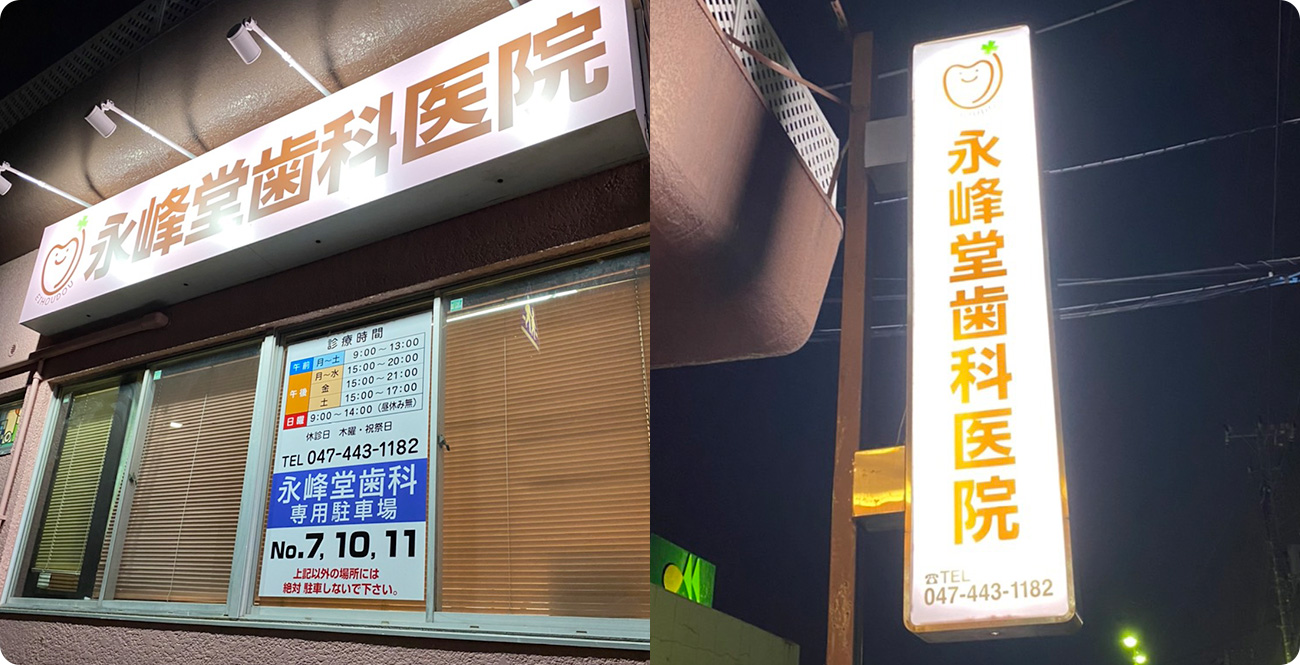 永峰堂歯科医院
EIHOUDOU
診療時間
午前 月～土 9:00～13:00
午後 月～水 15:00～20:00
金 15:00～21:00
土 15:00～17:00
日曜 9:00～14:00（昼休み無）
休診日 木曜・祝祭日
TEL 047-443-1182
永峰堂歯科
専用駐車場
No.7, 10, 11
上記以外の場所には
絶対 駐車しないで下さい。
永峰堂歯科医院
☎TEL
047-443-1182